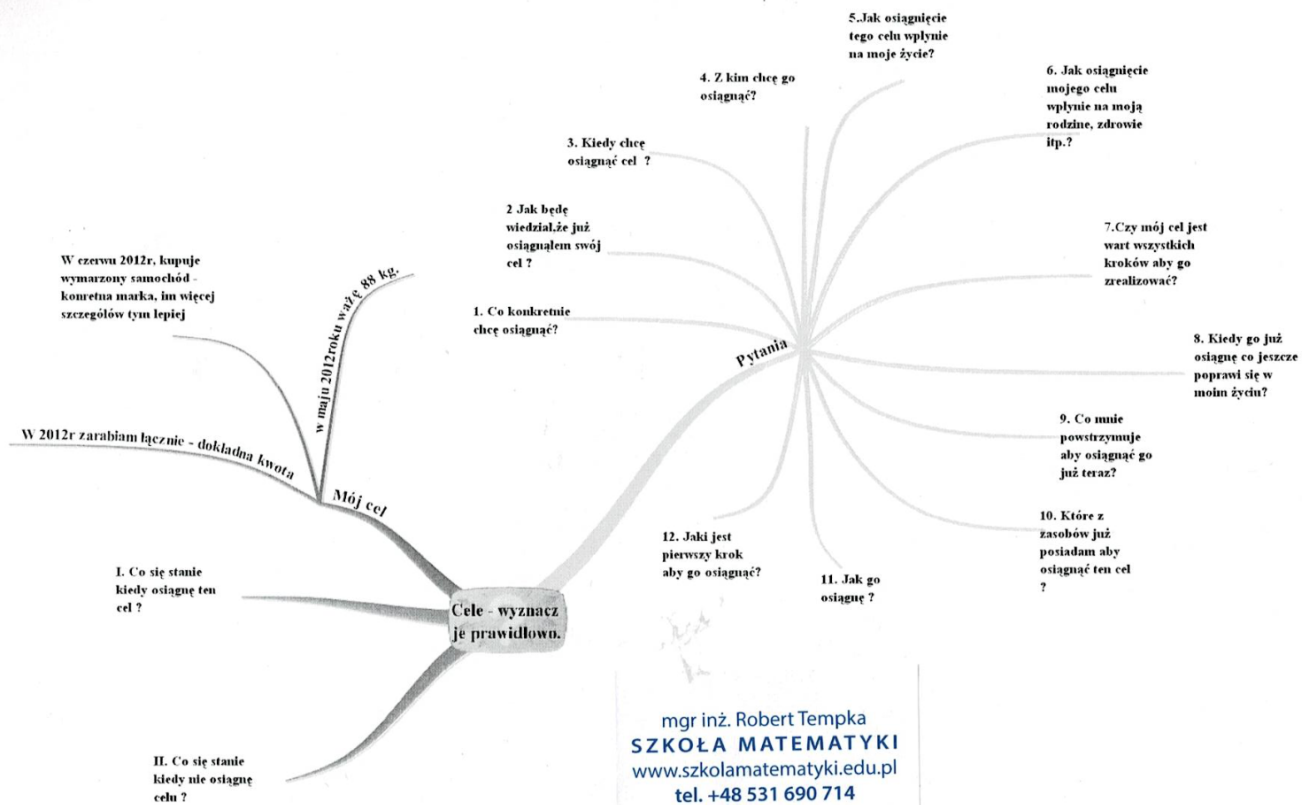 5..Jak osiągnięcie
tego celu wpłynie
na moje życie?
4. Z kim chcę go
osiągnąć?
6. Jak osiągnięcie
mojego celu
wpłynie na moją
rodzine, zdrowie
itp.?
3. Kiedy chcę
osiągnąć cel ?
2 Jak będę
wiedział,że już
osiągnąłem swój
cel ?
7.Czy mój cel jest
wart wszystkich
kroków aby go
zrealizować?
1. Co konkretnie
chcę osiągnąć?
Pytania
8. Kiedy go już
osiągnę co jeszcze
poprawi się w
moim życiu?
9. Co mnie
powstrzymuje
aby osiągnąć go
już teraz?
10. Które z
zasobów już
posiadam aby
osiągnąć ten cel
?
11. Jak go
osiągnę ?
12. Jaki jest
pierwszy krok
aby go osiągnąć?
W czerwu 2012r, kupuje
wymarzony samochód -
konretna marka, im więcej
szczegółów tym lepiej
w maju 2012roku ważę 88 kg.
W 2012r zarabiam łącznie - dokładna kwota
Mój cel
I. Co się stanie
kiedy osiągnę ten
cel ?
Cele - wyznacz
je prawidłowo.
II. Co się stanie
kiedy nie osiągnę
celu ?
mgr inż. Robert Tempka
SZKOŁA MATEMATYKI
www.szkolamatematyki.edu.pl
tel. +48 531 690 714